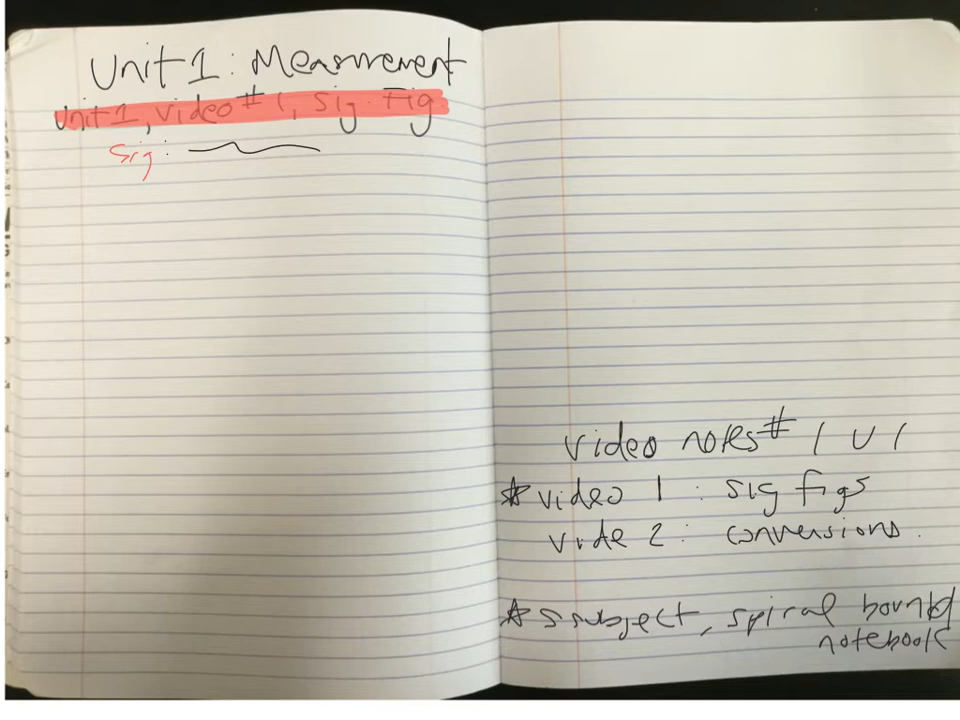 Unit 1: Measurement
Unit 1, video # 1, sig. Fig
Sig:
video notes # 1 U 1
* video 1 : sig figs
vide 2 : conversions.
* 5 subject, spiral bound
notebook